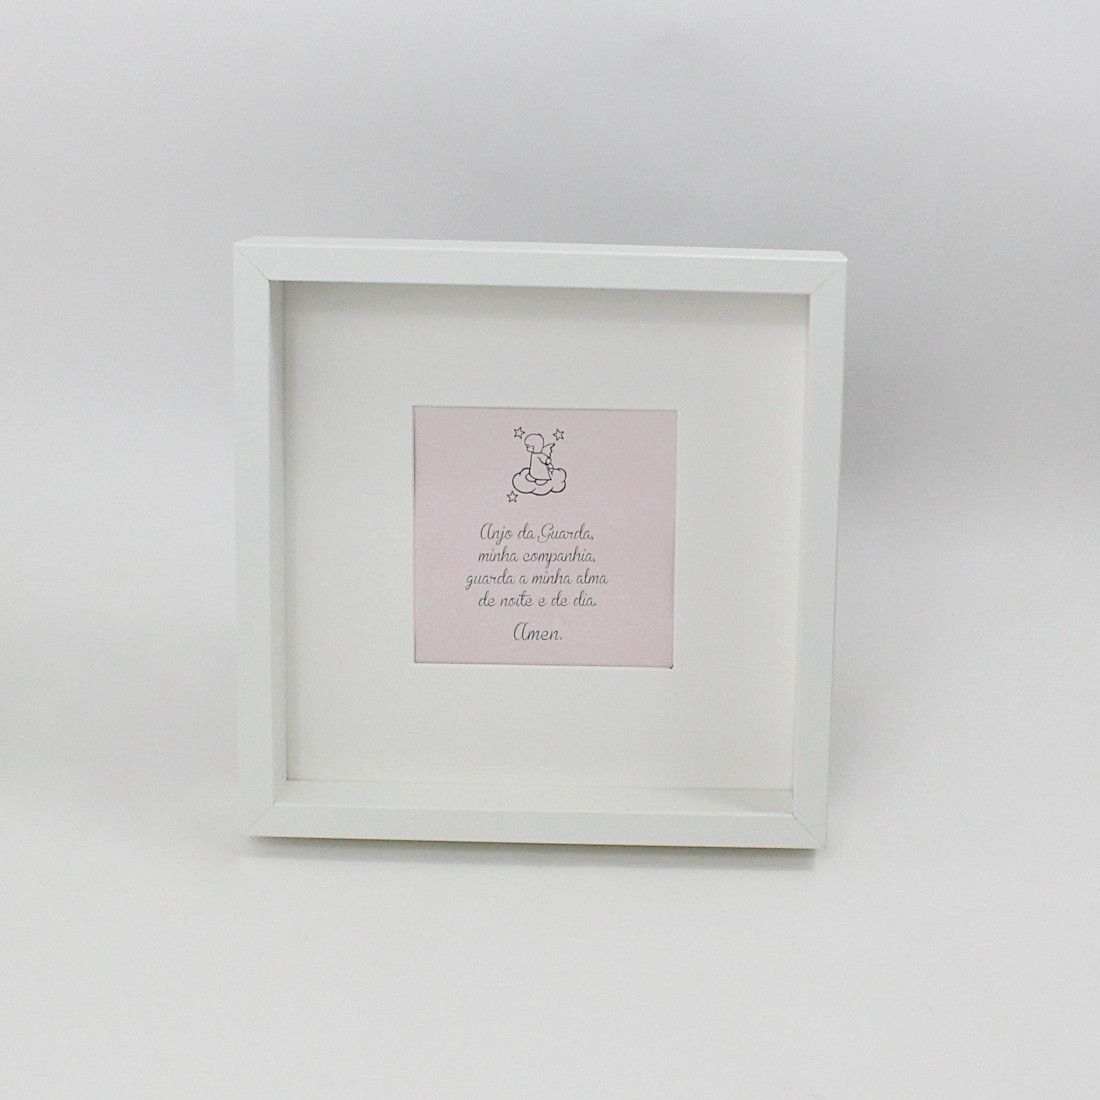 Anjo da Guarda,
minha companhia,
guarda a minha alma
de noite e de dia.
Amen.